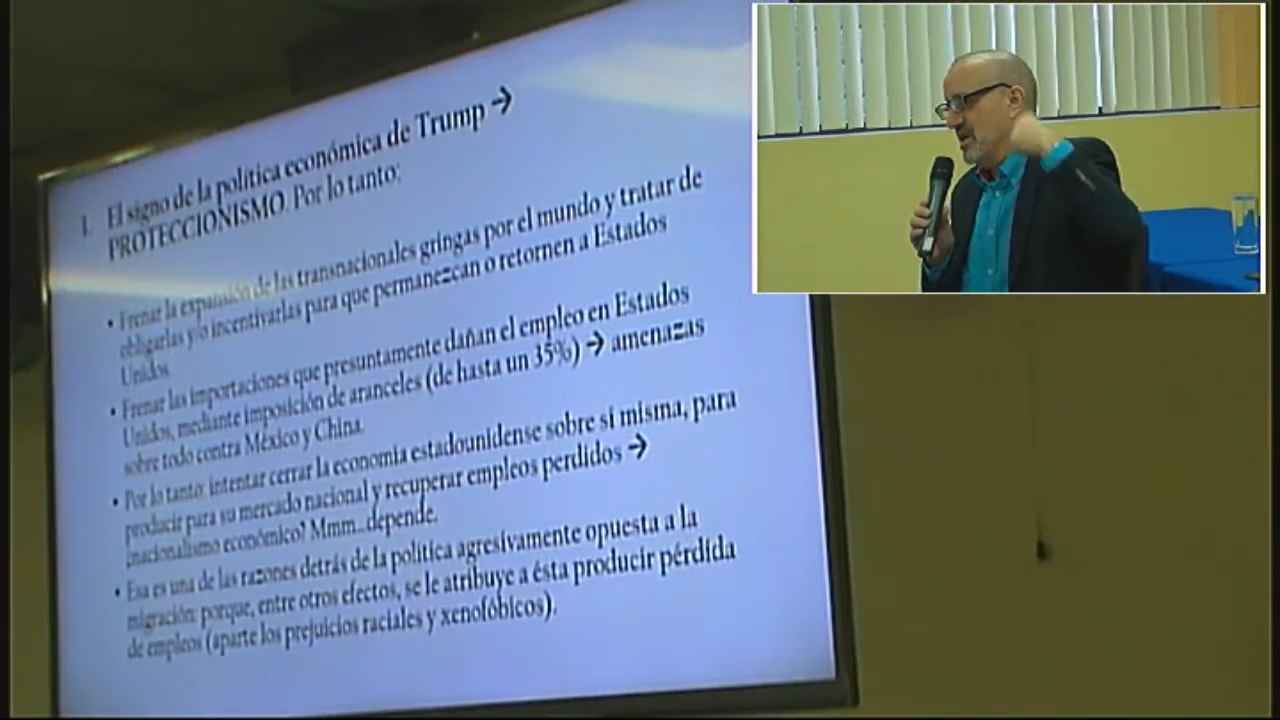 1. El signo de la política económica de Trump →
PROTECCIONISMO. Por lo tanto:
• Frenar la expansión de las transnacionales gringas por el mundo y tratar de
obligarlas y/o incentivarlas para que permanezcan o retornen a Estados
Unidos
• Frenar las importaciones que presuntamente dañan el empleo en Estados
Unidos, mediante imposición de aranceles (de hasta un 35%) → amenazas
sobre todo contra México y China.
• Por lo tanto: intentar cerrar la economía estadounidense sobre sí misma, para
producir para su mercado nacional y recuperar empleos perdidos →
¿nacionalismo económico? Mmm...depende.
• Esa es una de las razones detrás de la política agresivamente opuesta a la
migración: porque, entre otros efectos, se le atribuye a ésta producir pérdida
de empleos (aparte los prejuicios raciales y xenofóbicos).